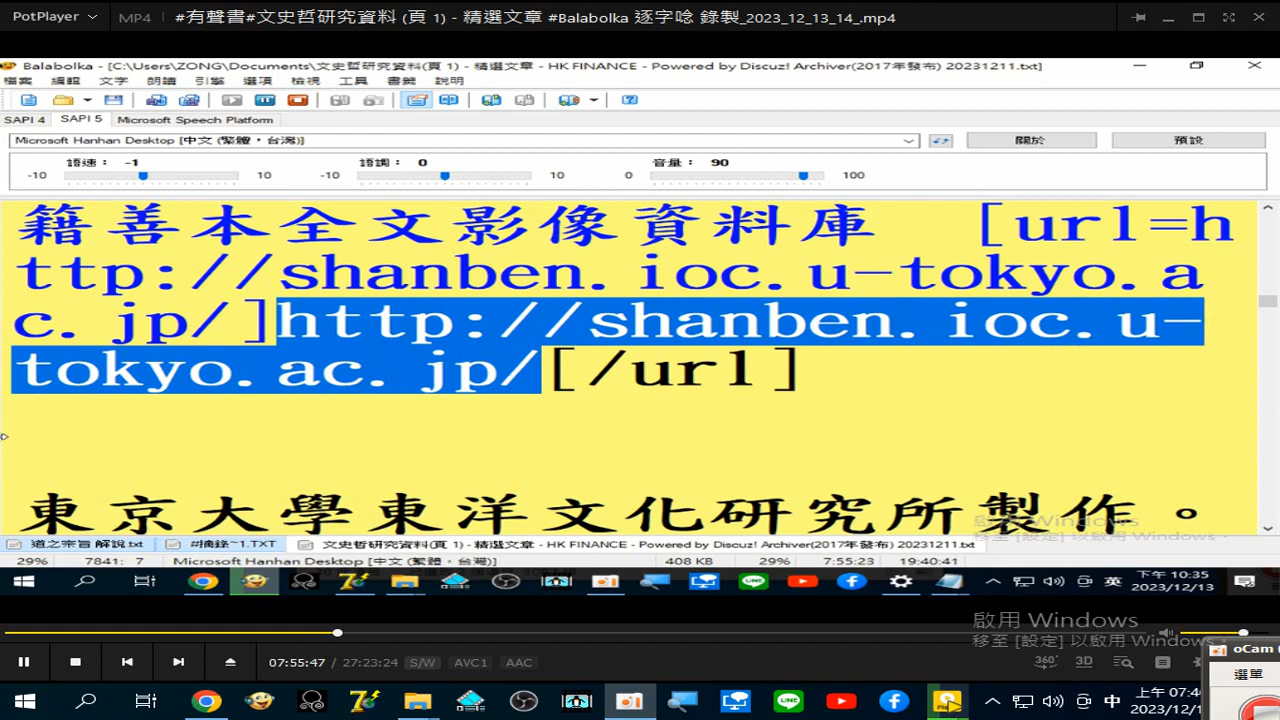 PotPlayer MP4 #有聲書#文史哲研究資料 (頁 1) - 精選文章 #Balabolka 逐字唸 錄製_2023_12_13_14_.mp4
Balabolka - [C:\Users\ZONG\Documents\文史哲研究資料(頁 1) - 精選文章 - HK FINANCE - Powered by Discuz! Archiver(2017年發布) 20231211.txt]
檔案 編輯 文字 朗讀 引擎 選項 檢視 工具 書籤 說明
SAPI 4 SAPI 5 Microsoft Speech Platform
Microsoft Hanhan Desktop [中文 (繁體，台灣)] 關於 預設
語速： -1 語調： 0 音量： 90
-10 10 -10 10 0 100
籍善本全文影像資料庫 [url=h
ttp://shanben.ioc.u-tokyo.a
c.jp/]http://shanben.ioc.u-
tokyo.ac.jp/[/url]
東京大學東洋文化研究所製作。
啟用 Windows
移至 [設定] 以啟用 Windows。
道之宗旨 解說.txt #摘錄~1.TXT 文史哲研究資料(頁 1) - 精選文章 - HK FINANCE - Powered by Discuz! Archiver(2017年發布) 20231211.txt
29% 7841: 7 Microsoft Hanhan Desktop [中文 (繁體，台灣)] 408 KB 29% 7:55:23 19:40:41
英 下午 10:35
2023/12/13
啟用 Windows
移至 [設定] 以啟用 Windows。
oCam
07:55:47 / 27:23:24 S/W AVC1 AAC 360° 3D
選單
中 上午 07:4
2023/12/1